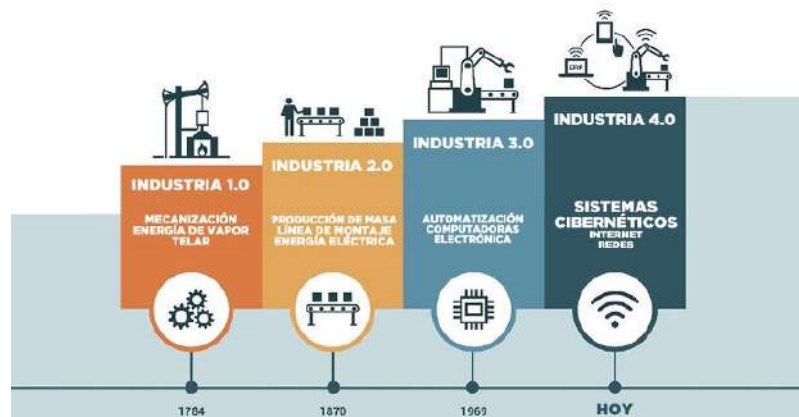 INDUSTRIA 1.0
MECANIZACIÓN
ENERGÍA DE VAPOR
TELAR
INDUSTRIA 2.0
PRODUCCIÓN DE MASA
LÍNEA DE MONTAJE
ENERGÍA ELÉCTRICA
INDUSTRIA 3.0
AUTOMATIZACIÓN
COMPUTADORAS
ELECTRÓNICA
ERP
INDUSTRIA 4.0
SISTEMAS
CIBERNÉTICOS
INTERNET
REDES
1784
1870
1969
HOY